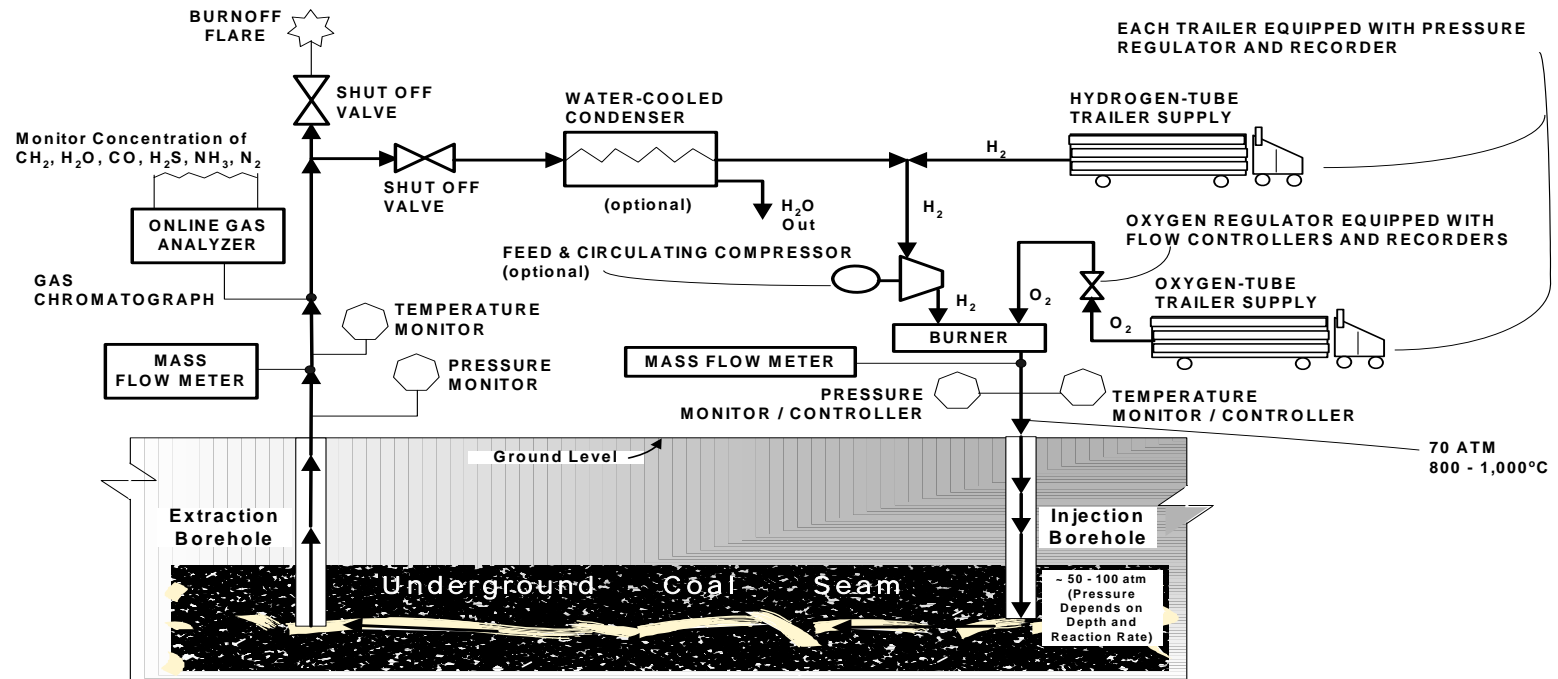 BURNOFF
FLARE
EACH TRAILER EQUIPPED WITH PRESSURE
REGULATOR AND RECORDER
SHUT OFF
VALVE
WATER-COOLED
CONDENSER
HYDROGEN-TUBE
TRAILER SUPPLY
Monitor Concentration of
CH₂, H₂O, CO, H₂S, NH₃, N₂
H₂
SHUT OFF
VALVE
(optional)
H₂O
Out
H₂
ONLINE GAS
ANALYZER
OXYGEN REGULATOR EQUIPPED WITH
FLOW CONTROLLERS AND RECORDERS
FEED & CIRCULATING COMPRESSOR
(optional)
GAS
CHROMATOGRAPH
OXYGEN-TUBE
TRAILER SUPPLY
H₂
O₂
O₂
TEMPERATURE
MONITOR
BURNER
MASS
FLOW METER
PRESSURE
MONITOR
MASS FLOW METER
PRESSURE
MONITOR / CONTROLLER
TEMPERATURE
MONITOR / CONTROLLER
70 ATM
800 - 1,000ºC
Ground Level
Extraction
Borehole
Injection
Borehole
Underground Coal Seam
~ 50 - 100 atm
(Pressure
Depends on
Depth and
Reaction Rate)